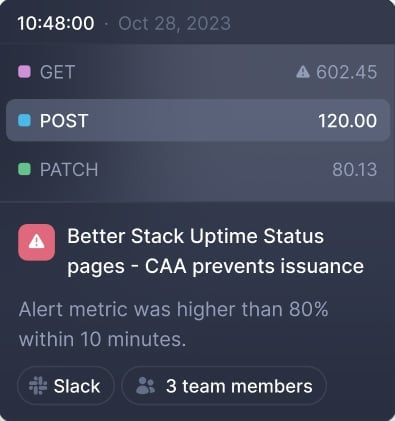 10:48:00 · Oct 28, 2023
GET 602.45
POST 120.00
PATCH 80.13
Better Stack Uptime Status
pages - CAA prevents issuance
Alert metric was higher than 80%
within 10 minutes.
Slack 3 team members